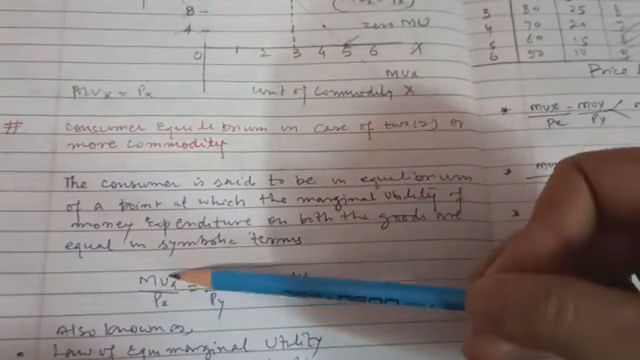 8
4
zero MU
0 1 2 3 4 5 6 X
MUx
MUx = Px
unit of commodity X
3 80 25
4 70 20
5 60 15
6 50 10
Price
# consumer Equilibrium in case of two(2) or
more commodity
* MUx = MUy
Px Py
The consumer is said to be in equilibrium
of a point at which the marginal utility of
money Expenditure on both the goods are
equal in symbolic terms
MUx =
Px Py
Also known as,
• Law of Equi marginal Utility